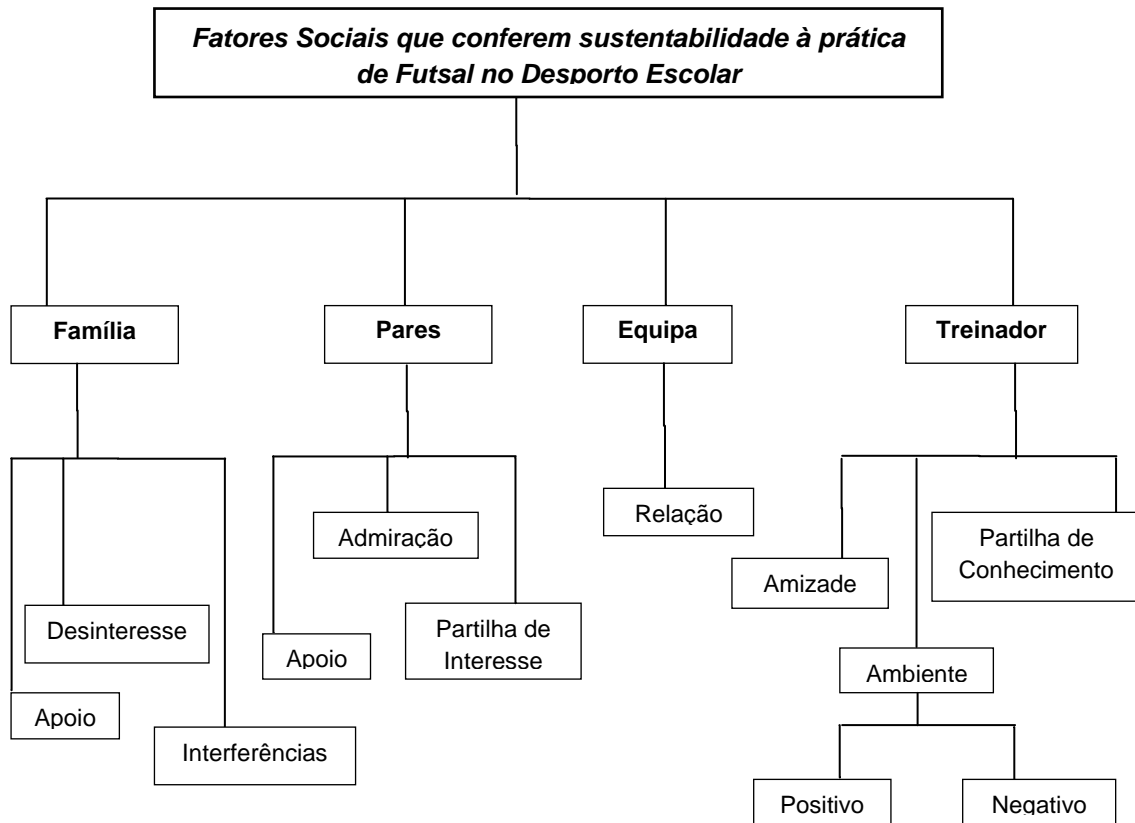 Fatores Sociais que conferem sustentabilidade à prática
de Futsal no Desporto Escolar
Família
Pares
Equipa
Treinador
Relação
Admiração
Partilha de
Conhecimento
Amizade
Desinteresse
Apoio
Partilha de
Interesse
Ambiente
Apoio
Interferências
Positivo
Negativo